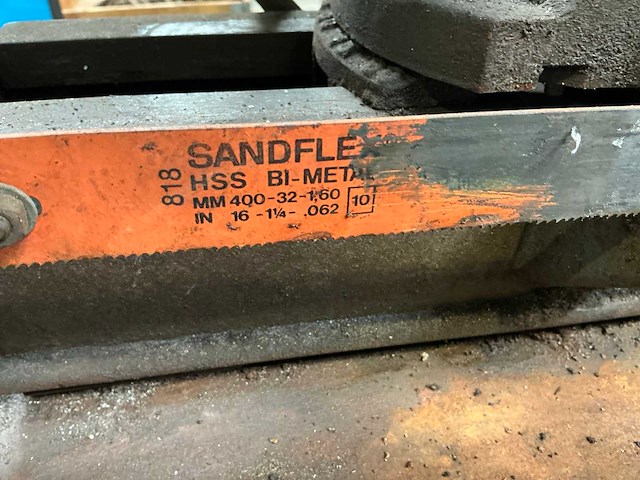 818
SANDFLEX
HSS BI-METAL
MM 400-32-1,60 10
IN 16-1¼-.062